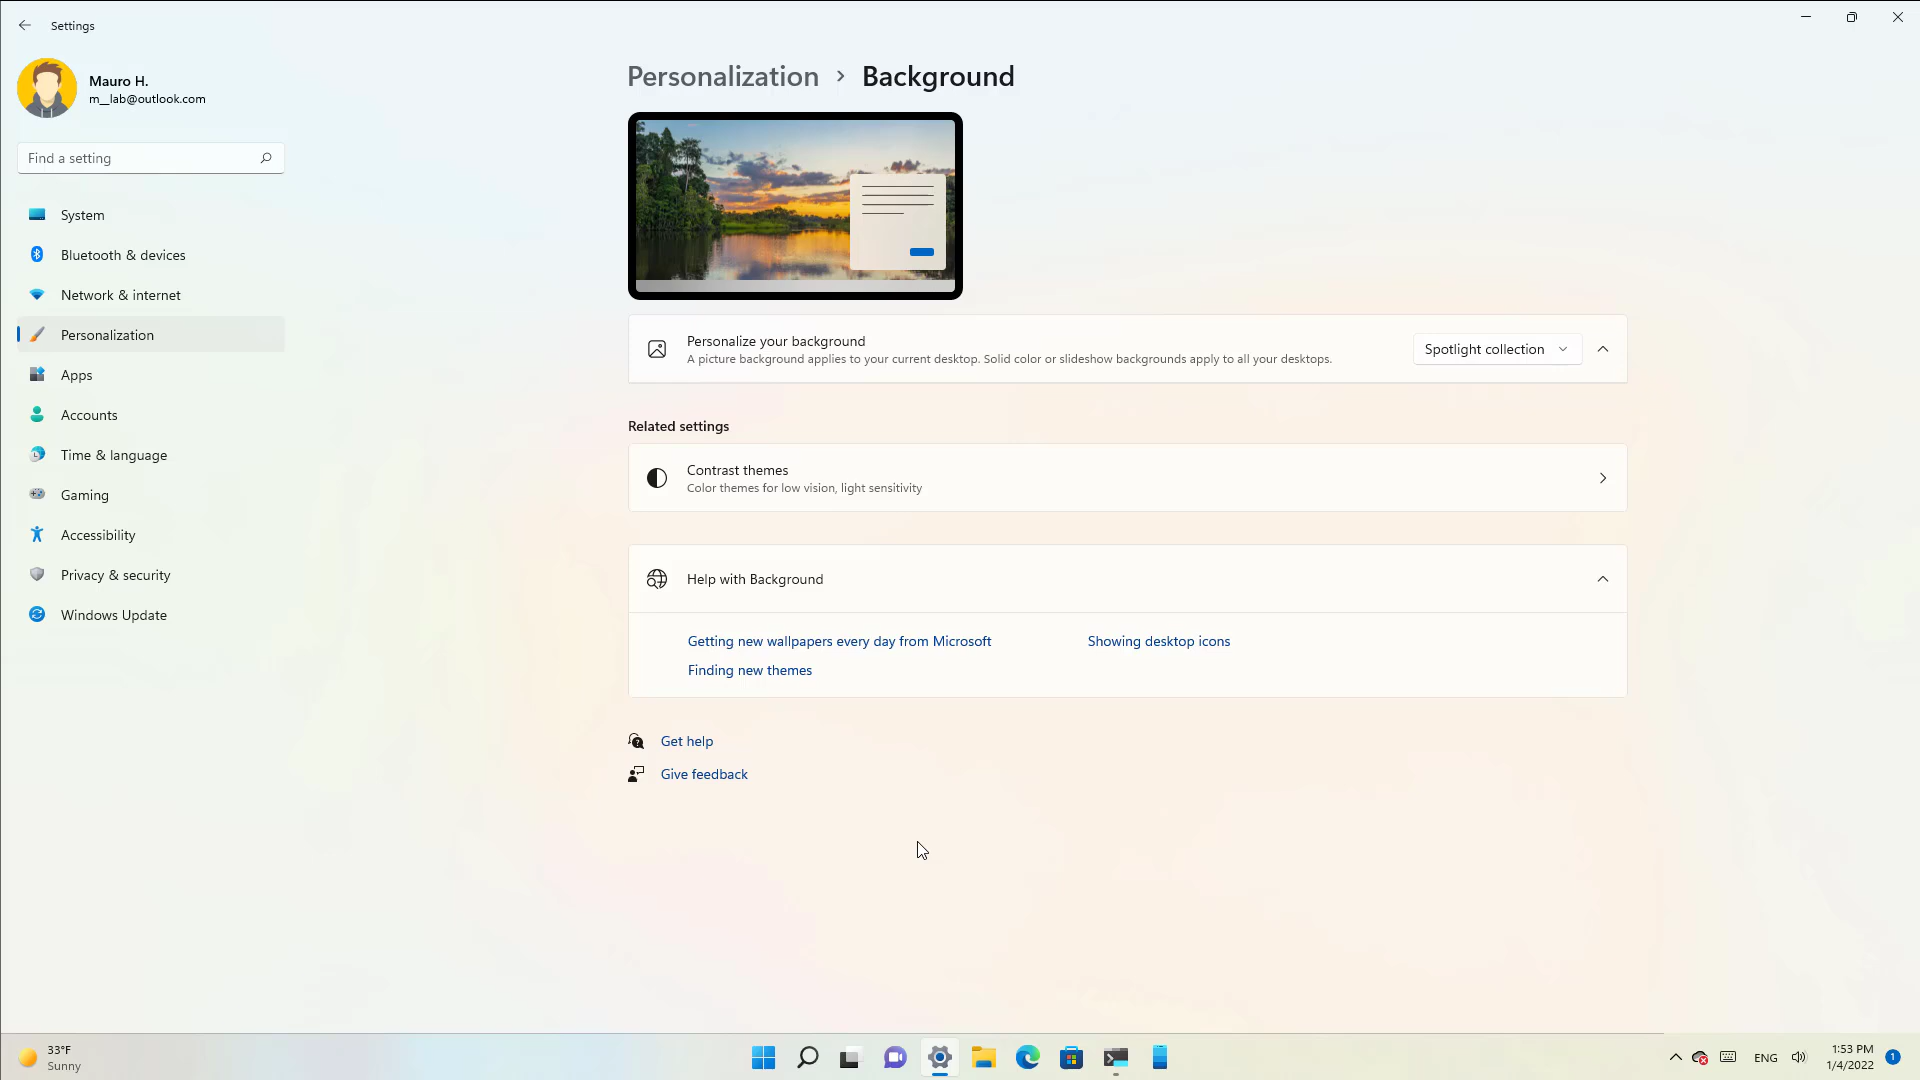 Settings
Mauro H.
m__lab@outlook.com
Find a setting
System
Bluetooth & devices
Network & internet
Personalization
Apps
Accounts
Time & language
Gaming
Accessibility
Privacy & security
Windows Update
Personalization > Background
Personalize your background
A picture background applies to your current desktop. Solid color or slideshow backgrounds apply to all your desktops.
Spotlight collection
Related settings
Contrast themes
Color themes for low vision, light sensitivity
Help with Background
Getting new wallpapers every day from Microsoft
Showing desktop icons
Finding new themes
Get help
Give feedback
33°F
Sunny
ENG
1:53 PM
1/4/2022
1